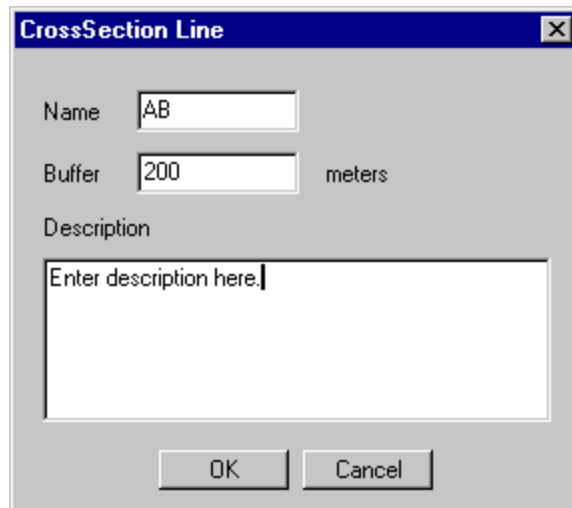 CrossSection Line
Name AB
Buffer 200 meters
Description
Enter description here.
OK Cancel